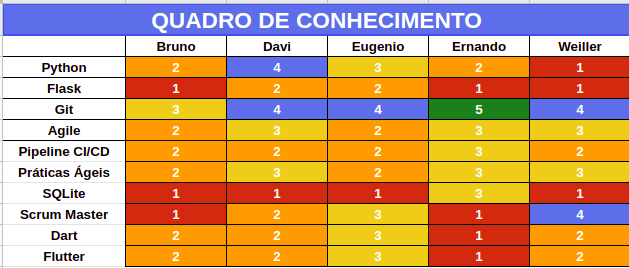 QUADRO DE CONHECIMENTO
Bruno Davi Eugenio Ernando Weiller
Python 2 4 3 2 1
Flask 1 2 2 1 1
Git 3 4 4 5 4
Agile 2 3 2 3 3
Pipeline CI/CD 2 2 2 3 2
Práticas Ágeis 2 3 2 3 3
SQLite 1 1 1 3 1
Scrum Master 1 2 3 1 4
Dart 2 2 3 1 2
Flutter 2 2 3 1 2